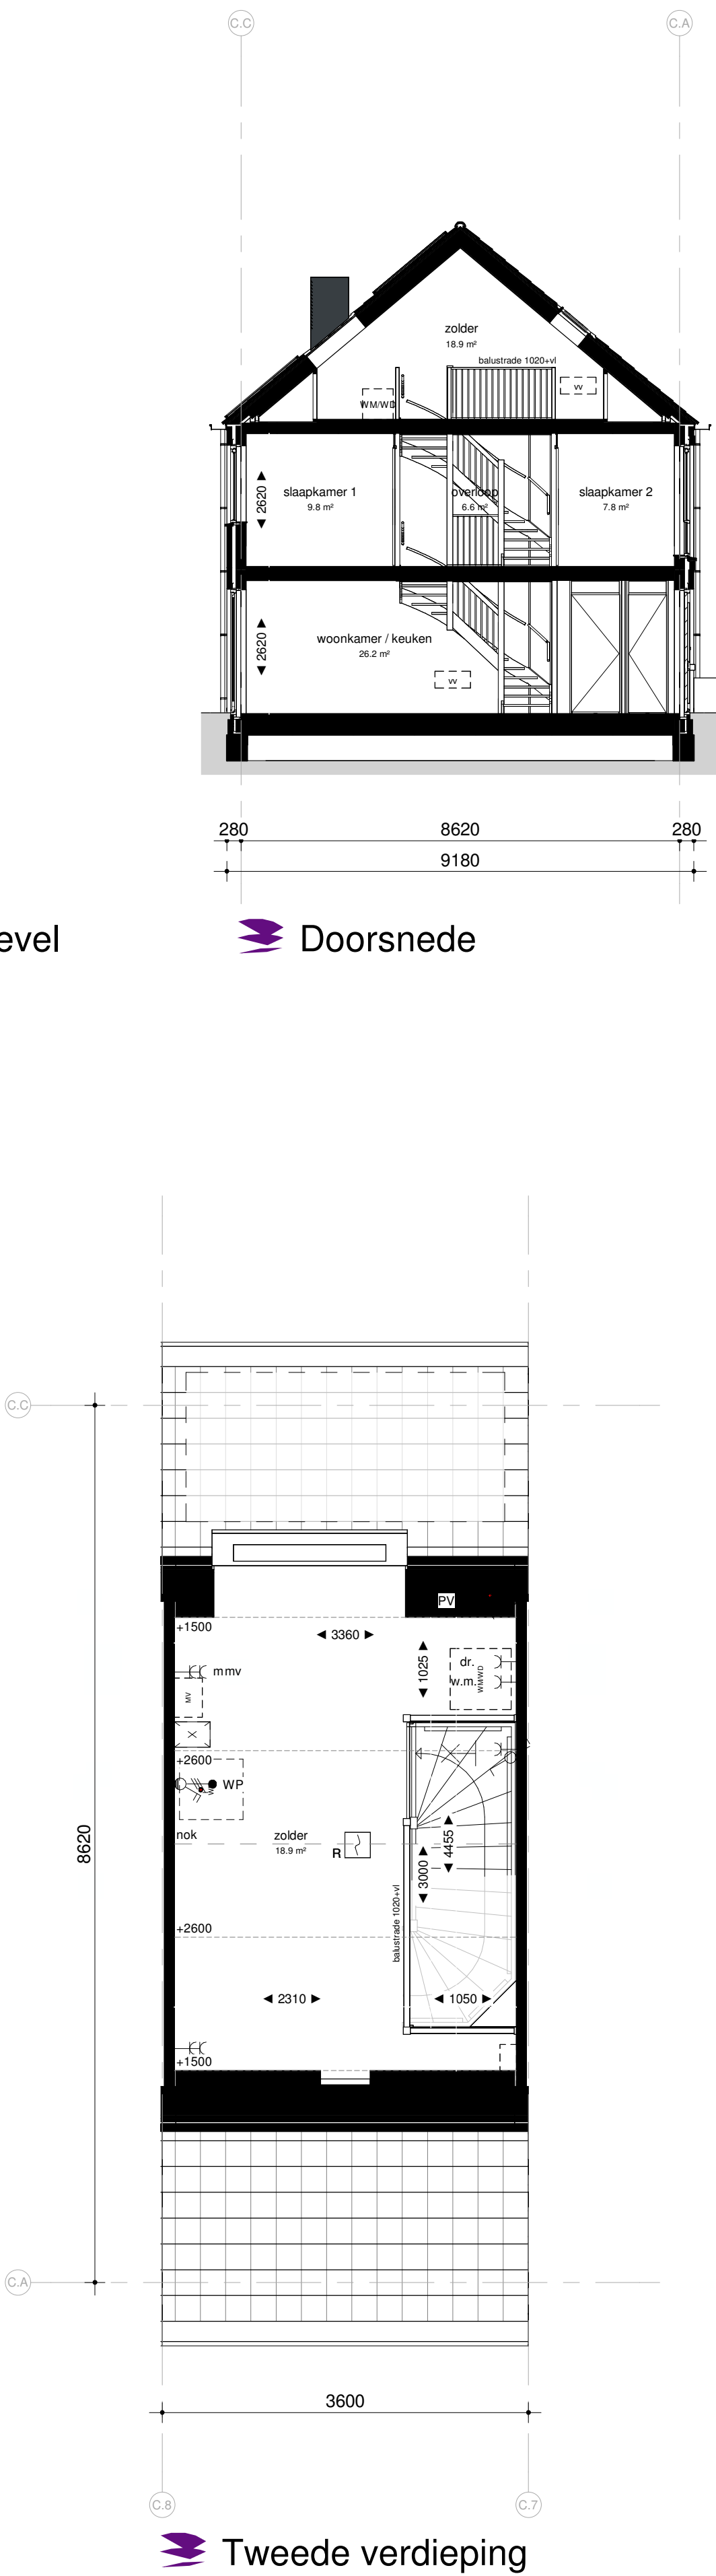 C.C
C.A
zolder
18.9 m²
balustrade 1020+vl
WM/WD
vv
slaapkamer 1
9.8 m²
2620
overloop
6.6 m²
slaapkamer 2
7.8 m²
woonkamer / keuken
26.2 m²
2620
vv
280
8620
280
9180
evel
Doorsnede
C.C
PV
+1500
3360
1025
dr.
w.m.
WMWD
mmv
MV
+2600
WP
nok
zolder
18.9 m²
R
4455
3000
8620
balustrade 1020+vl
+2600
2310
1050
+1500
C.A
3600
C.8
C.7
Tweede verdieping